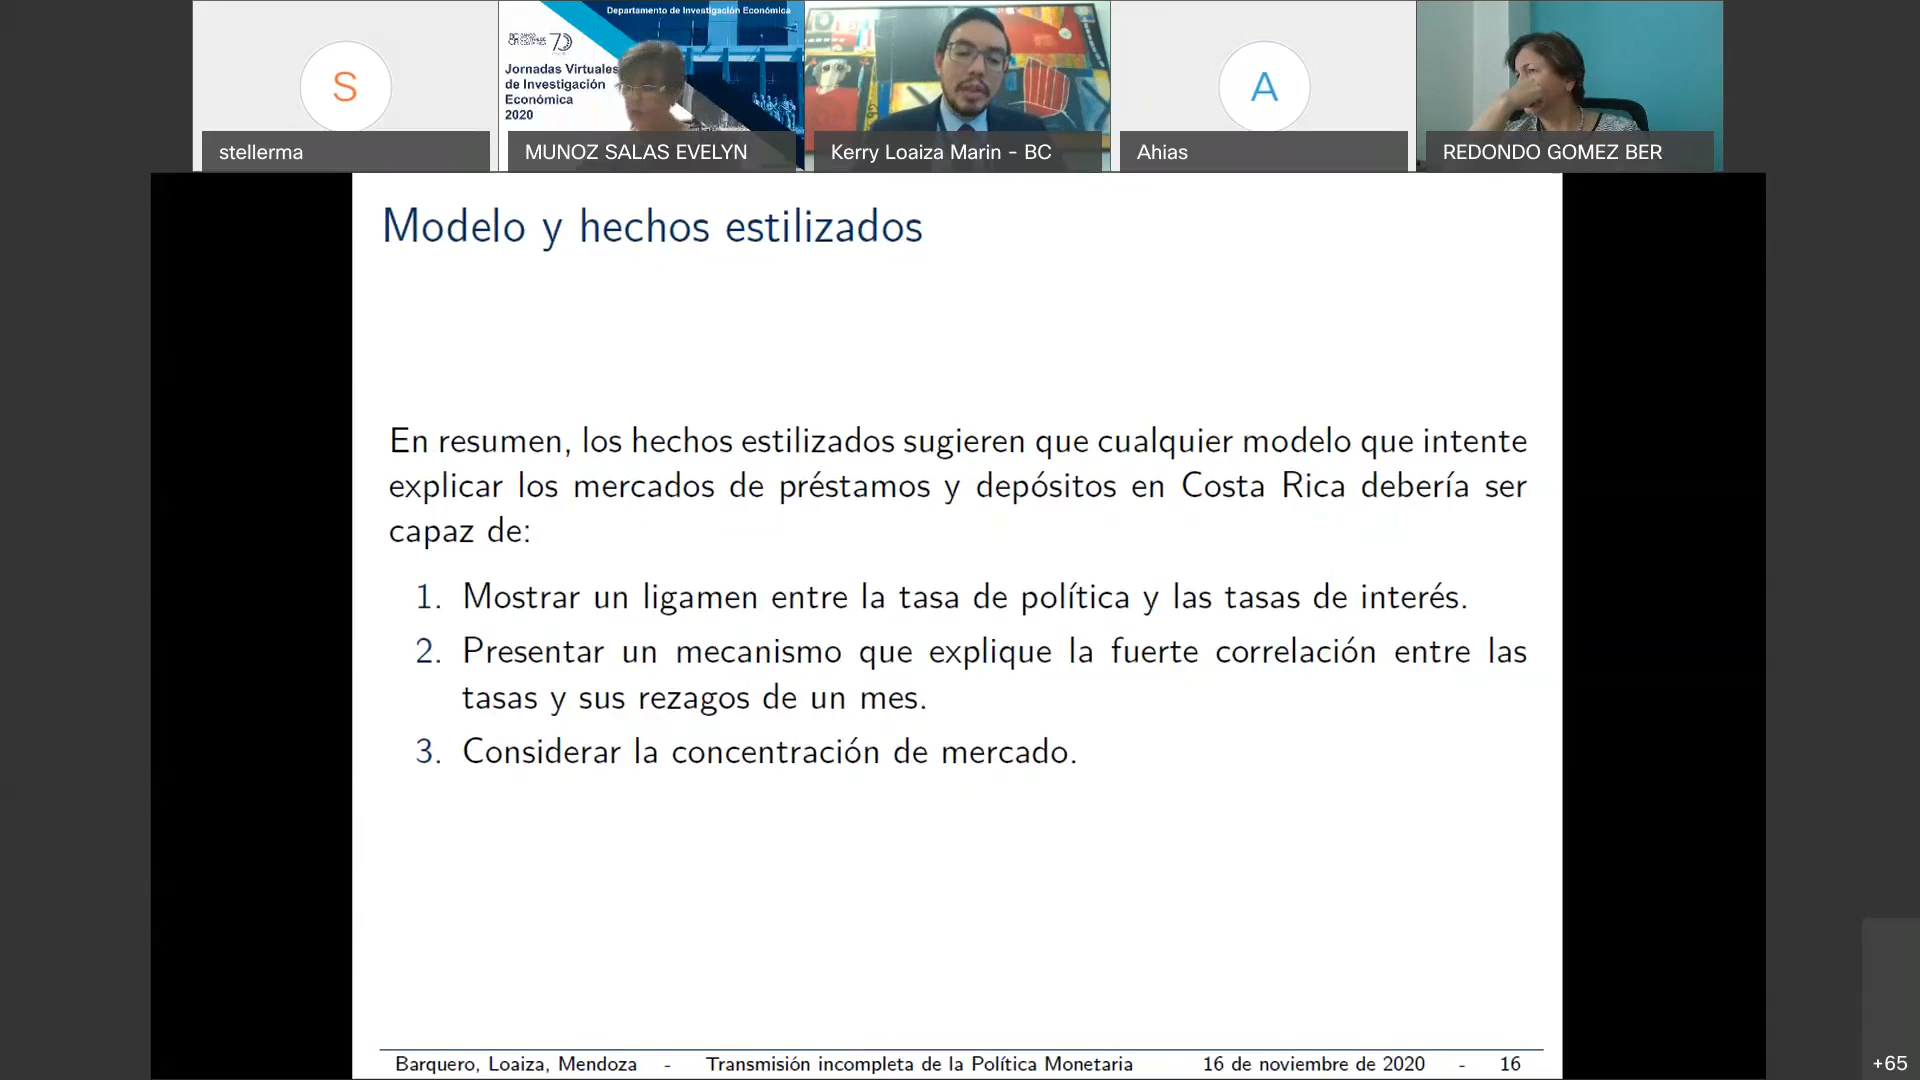 Departamento de Investigación Económica
70
Jornadas Virtuales
de Investigación
Económica
2020
S
A
stellerma
MUNOZ SALAS EVELYN
Kerry Loaiza Marin - BC
Ahias
REDONDO GOMEZ BER
Modelo y hechos estilizados
En resumen, los hechos estilizados sugieren que cualquier modelo que intente
explicar los mercados de préstamos y depósitos en Costa Rica debería ser
capaz de:
1. Mostrar un ligamen entre la tasa de política y las tasas de interés.
2. Presentar un mecanismo que explique la fuerte correlación entre las
tasas y sus rezagos de un mes.
3. Considerar la concentración de mercado.
Barquero, Loaiza, Mendoza - Transmisión incompleta de la Política Monetaria 16 de noviembre de 2020 - 16
+65